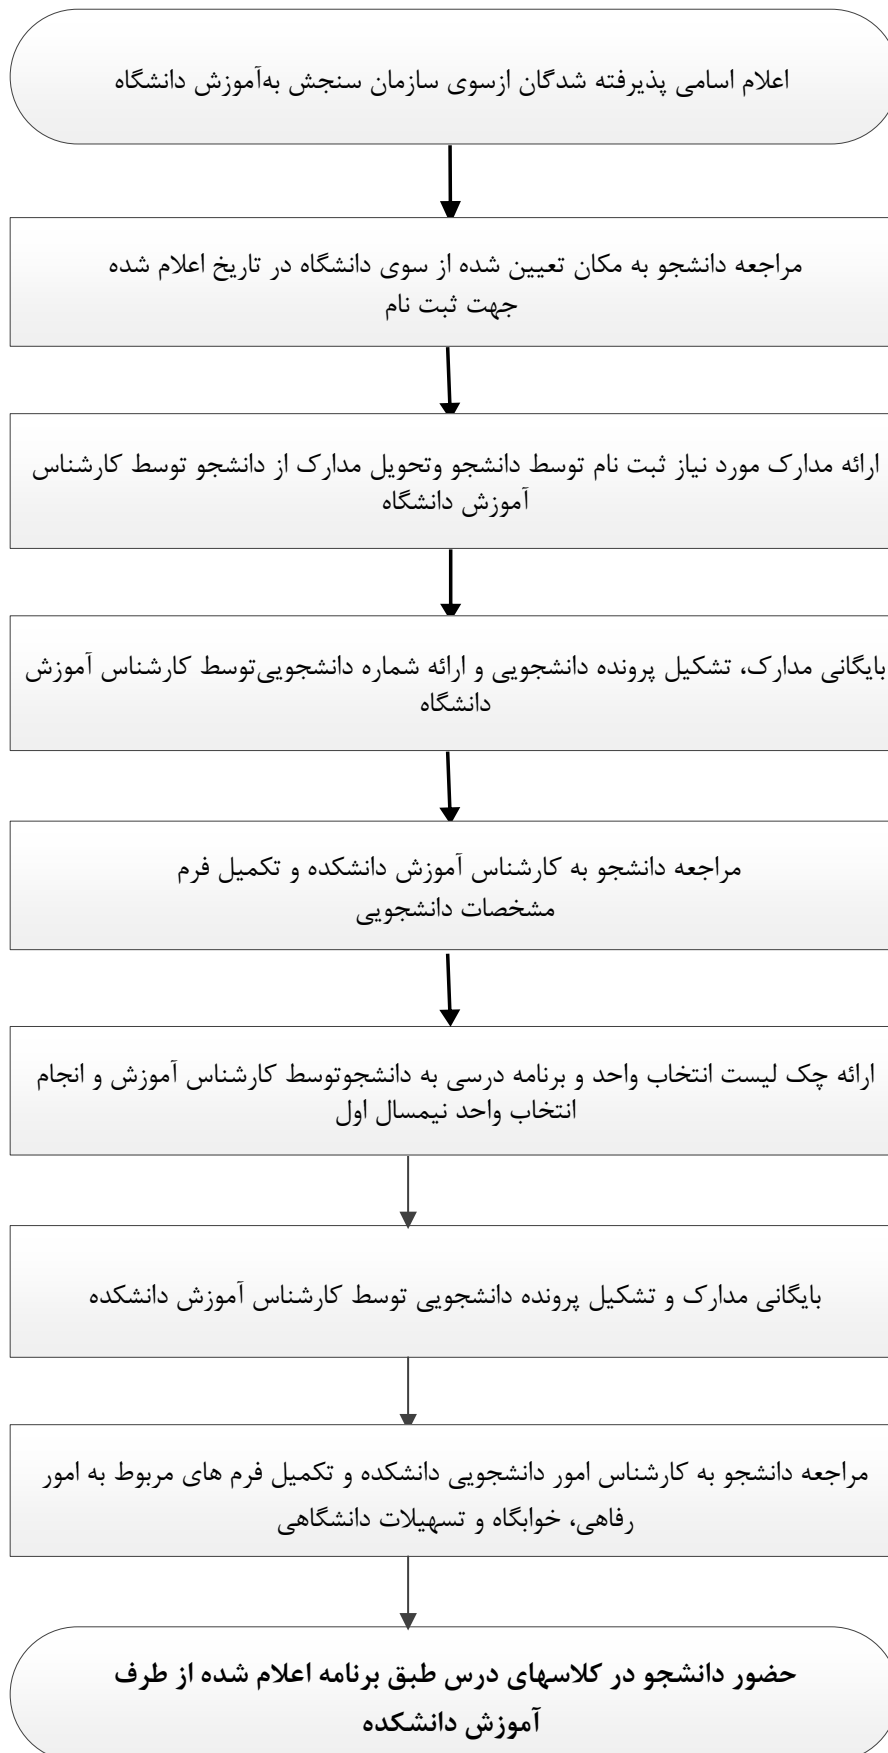 اعلام اسامی پذیرفته شدگان ازسوی سازمان سنجش به‌آموزش دانشگاه
مراجعه دانشجو به مکان تعیین شده از سوی دانشگاه در تاریخ اعلام شده
جهت ثبت نام
ارائه مدارک مورد نیاز ثبت نام توسط دانشجو وتحویل مدارک از دانشجو توسط کارشناس
آموزش دانشگاه
بایگانی مدارک، تشکیل پرونده دانشجویی و ارائه شماره دانشجویی‌توسط کارشناس آموزش
دانشگاه
مراجعه دانشجو به کارشناس آموزش دانشکده و تکمیل فرم
مشخصات دانشجویی
ارائه چک لیست انتخاب واحد و برنامه درسی به دانشجوتوسط کارشناس آموزش و انجام
انتخاب واحد نیمسال اول
بایگانی مدارک و تشکیل پرونده دانشجویی توسط کارشناس آموزش دانشکده
مراجعه دانشجو به کارشناس امور دانشجویی دانشکده و تکمیل فرم های مربوط به امور
رفاهی، خوابگاه و تسهیلات دانشگاهی
حضور دانشجو در کلاسهای درس طبق برنامه اعلام شده از طرف
آموزش دانشکده